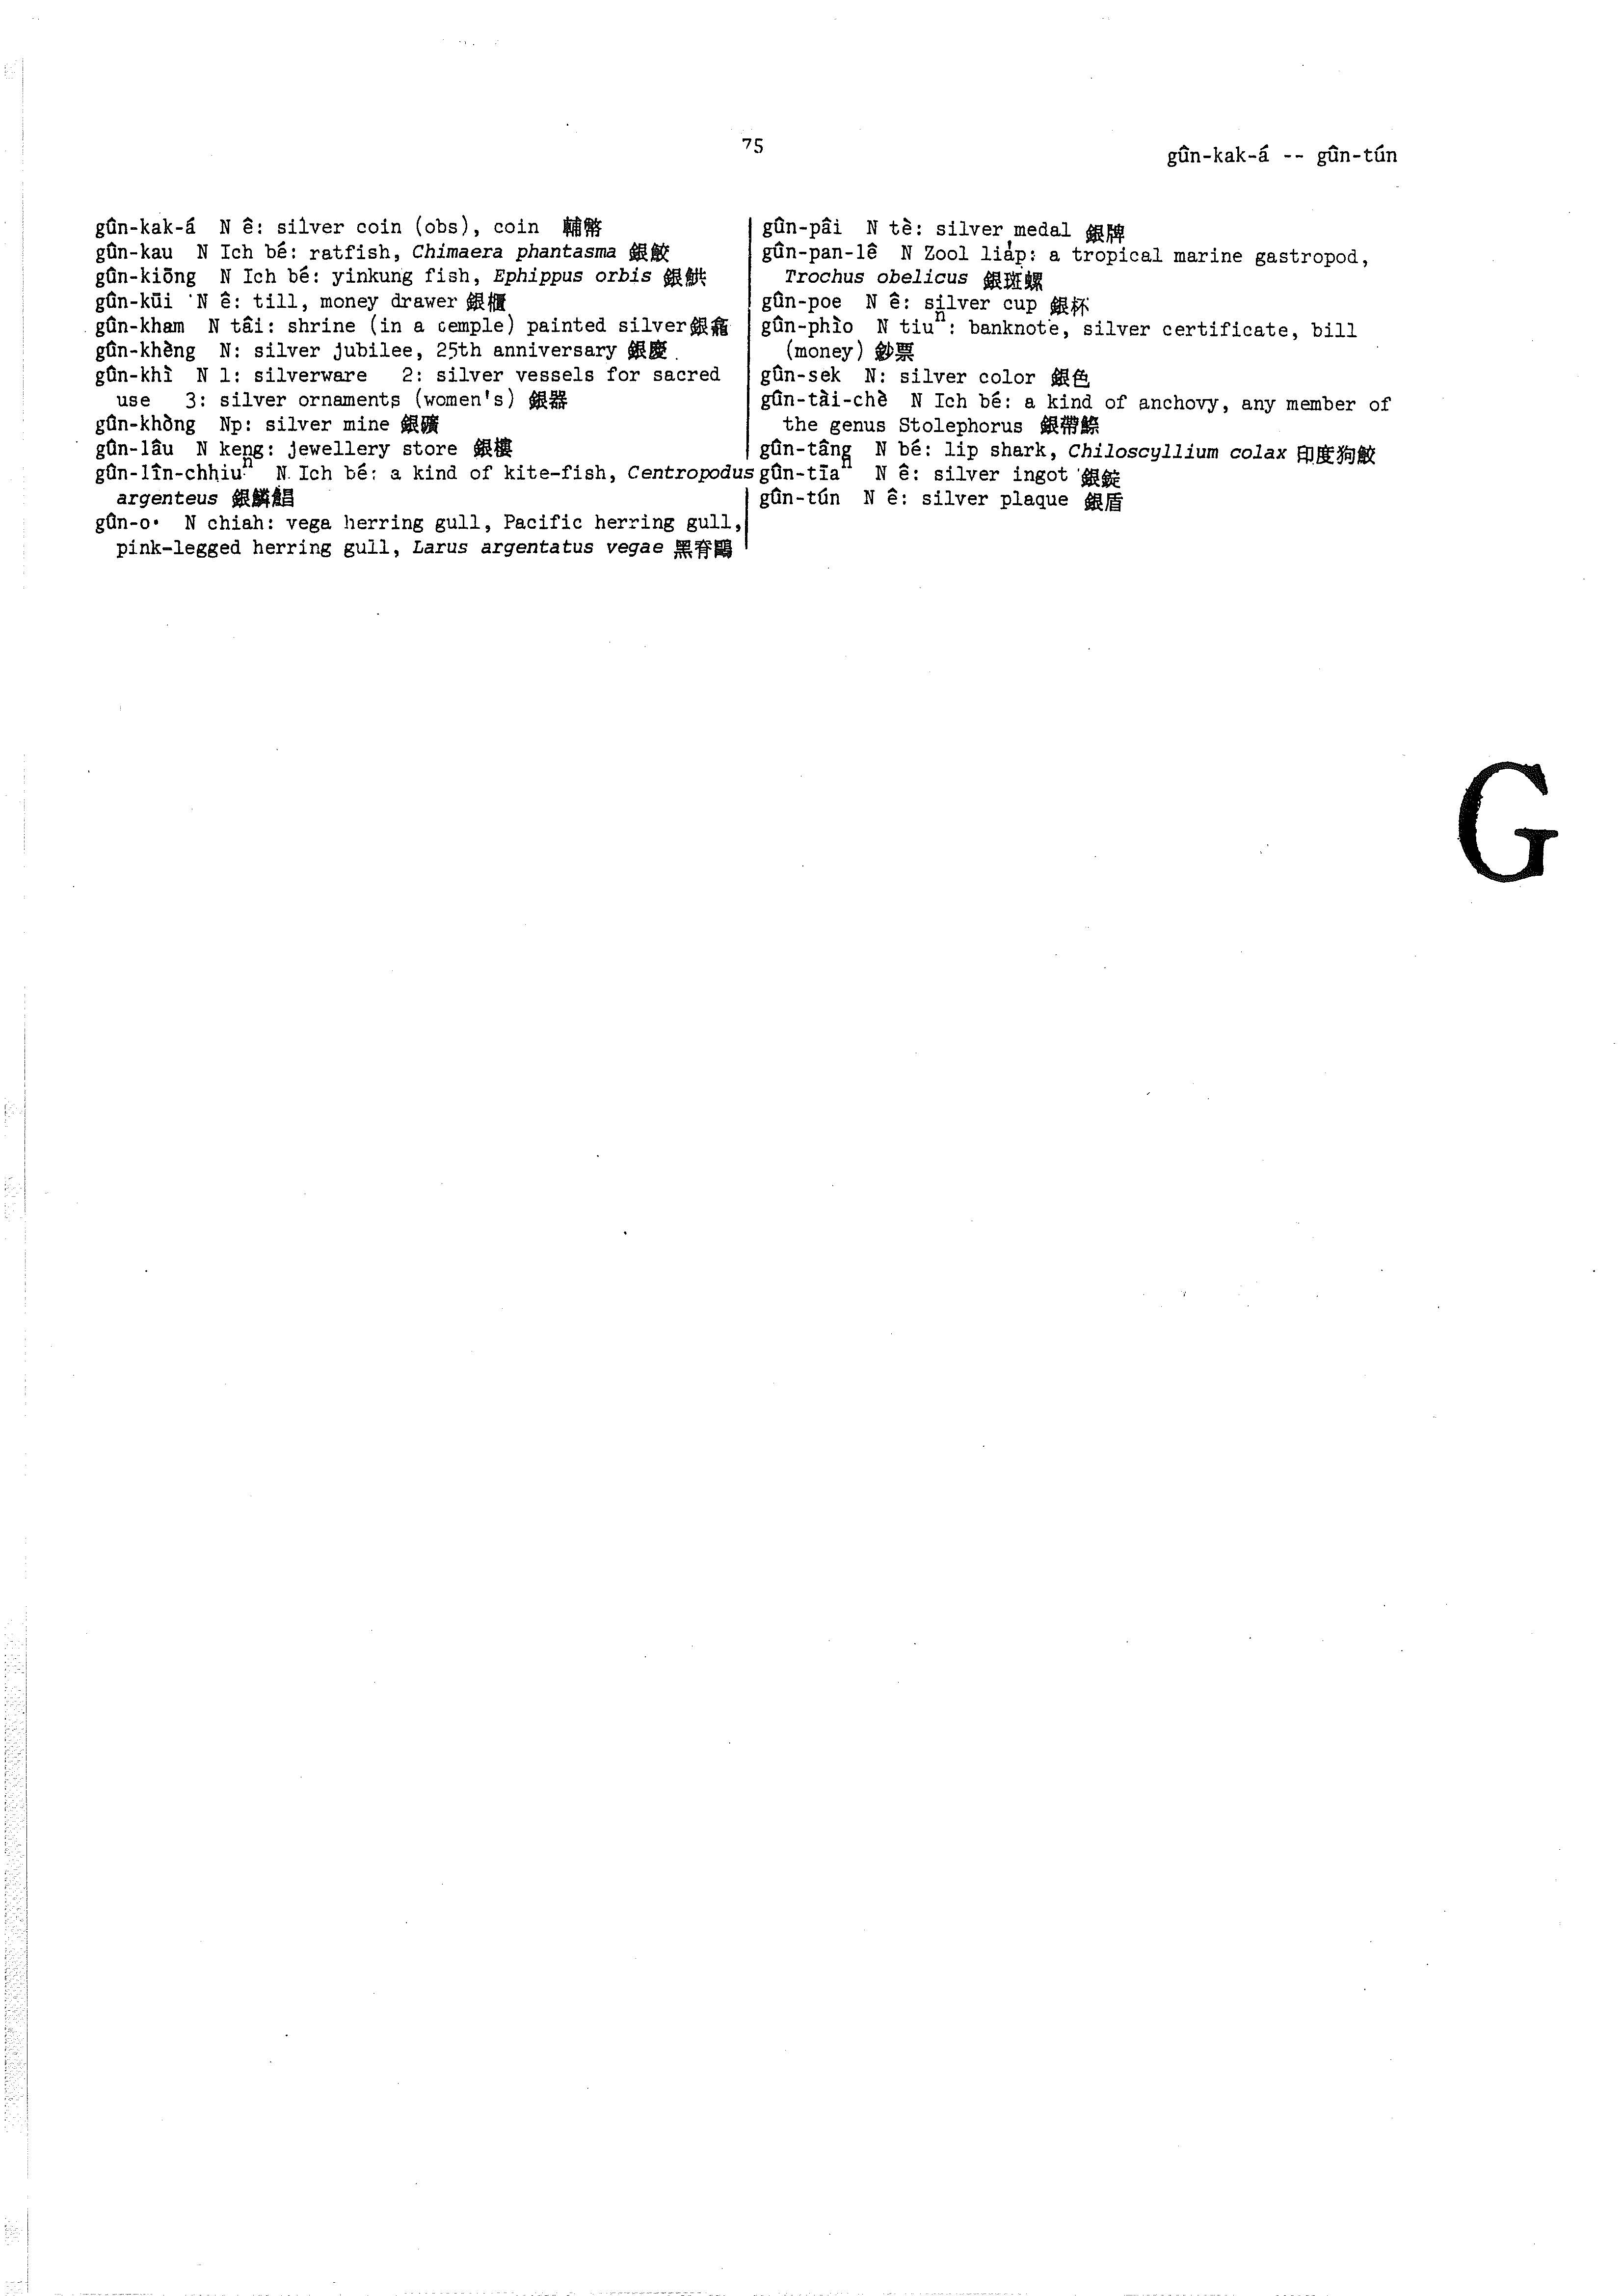 75
gûn-kak-á -- gûn-tún
gûn-kak-á N ê: silver coin (obs), coin 輔幣
gûn-kau N Ich bé: ratfish, Chimaera phantasma 銀鮫
gûn-kiōng N Ich bé: yinkung fish, Ephippus orbis
gûn-kūi N ê: till, money drawer 銀櫃
gûn-kham N tâi: shrine (in a temple) painted silver 銀龕
gûn-khèng N: silver jubilee, 25th anniversary 銀慶
gûn-khì N 1: silverware 2: silver vessels for sacred
use 3: silver ornaments (women's) 銀器
gûn-khòng Np: silver mine 銀礦
gûn-lâu N keng: jewellery store 銀樓
gûn-lîn-chhiuⁿ N Ich bé: a kind of kite-fish, Centropodus
argenteus 銀鱗鯧
gûn-o· N chiah: vega herring gull, Pacific herring gull,
pink-legged herring gull, Larus argentatus vegae 黑脊鷗
gûn-pâi N tè: silver medal 銀牌
gûn-pan-lê N Zool liáp: a tropical marine gastropod,
Trochus obelicus 銀斑螺
gûn-poe N ê: silver cup 銀杯
gûn-phiò N tiuⁿ: banknote, silver certificate, bill
(money) 鈔票
gûn-sek N: silver color 銀色
gûn-tài-chè N Ich bé: a kind of anchovy, any member of
the genus Stolephorus 銀帶鰶
gûn-tâng N bé: lip shark, Chiloscyllium colax 印度狗鮫
gûn-tīaⁿ N ê: silver ingot 銀錠
gûn-tún N ê: silver plaque 銀盾
G